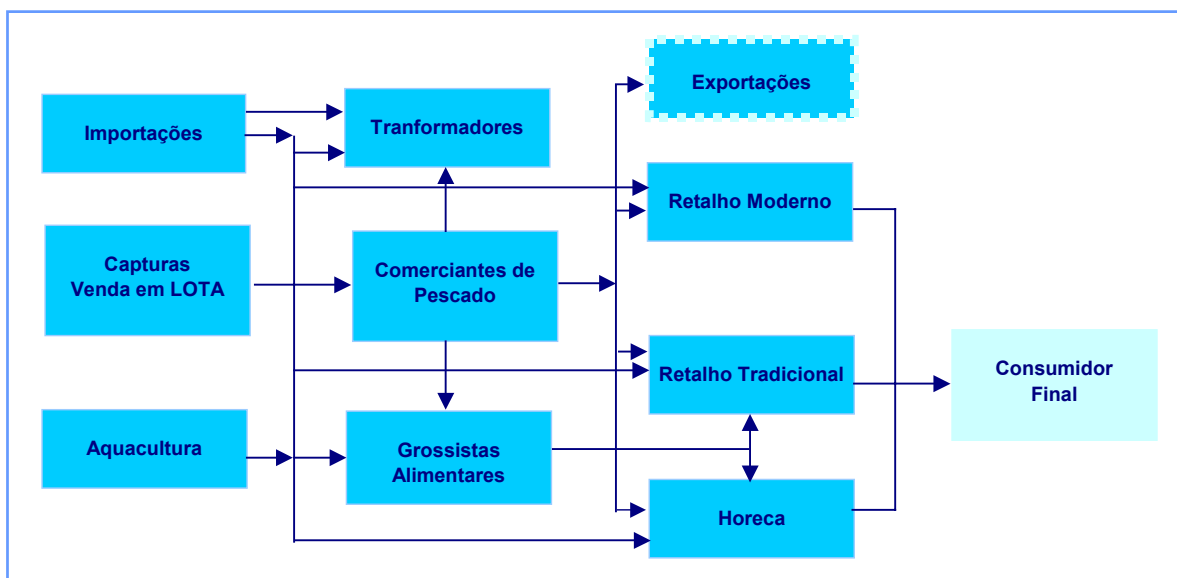 Importações
Tranformadores
Exportações
Retalho Moderno
Capturas
Venda em LOTA
Comerciantes de
Pescado
Retalho Tradicional
Consumidor
Final
Aquacultura
Grossistas
Alimentares
Horeca